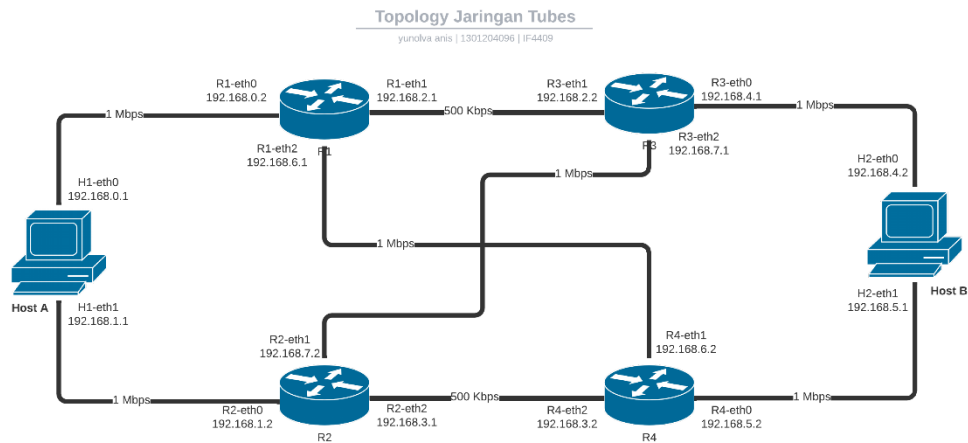 Topology Jaringan Tubes
yunolva anis | 1301204096 | IF4409
R1-eth0
192.168.0.2
R1-eth1
192.168.2.1
R3-eth1
192.168.2.2
R3-eth0
192.168.4.1
1 Mbps
500 Kbps
1 Mbps
R1-eth2
192.168.6.1
R1
R3
R3-eth2
192.168.7.1
H1-eth0
192.168.0.1
1 Mbps
H2-eth0
192.168.4.2
1 Mbps
Host A
H1-eth1
192.168.1.1
H2-eth1
192.168.5.1
Host B
R2-eth1
192.168.7.2
R4-eth1
192.168.6.2
1 Mbps
R2-eth0
192.168.1.2
R2
R2-eth2
192.168.3.1
500 Kbps
R4-eth2
192.168.3.2
R4
R4-eth0
192.168.5.2
1 Mbps